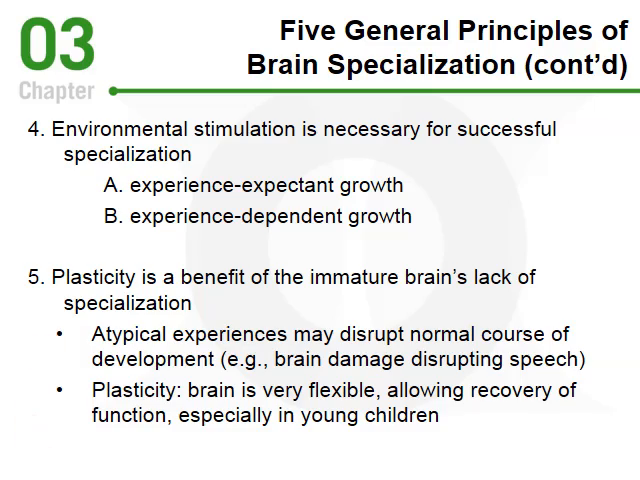 03
Chapter
Five General Principles of
Brain Specialization (cont'd)
4. Environmental stimulation is necessary for successful
specialization
A. experience-expectant growth
B. experience-dependent growth
5. Plasticity is a benefit of the immature brain's lack of
specialization
• Atypical experiences may disrupt normal course of
development (e.g., brain damage disrupting speech)
• Plasticity: brain is very flexible, allowing recovery of
function, especially in young children